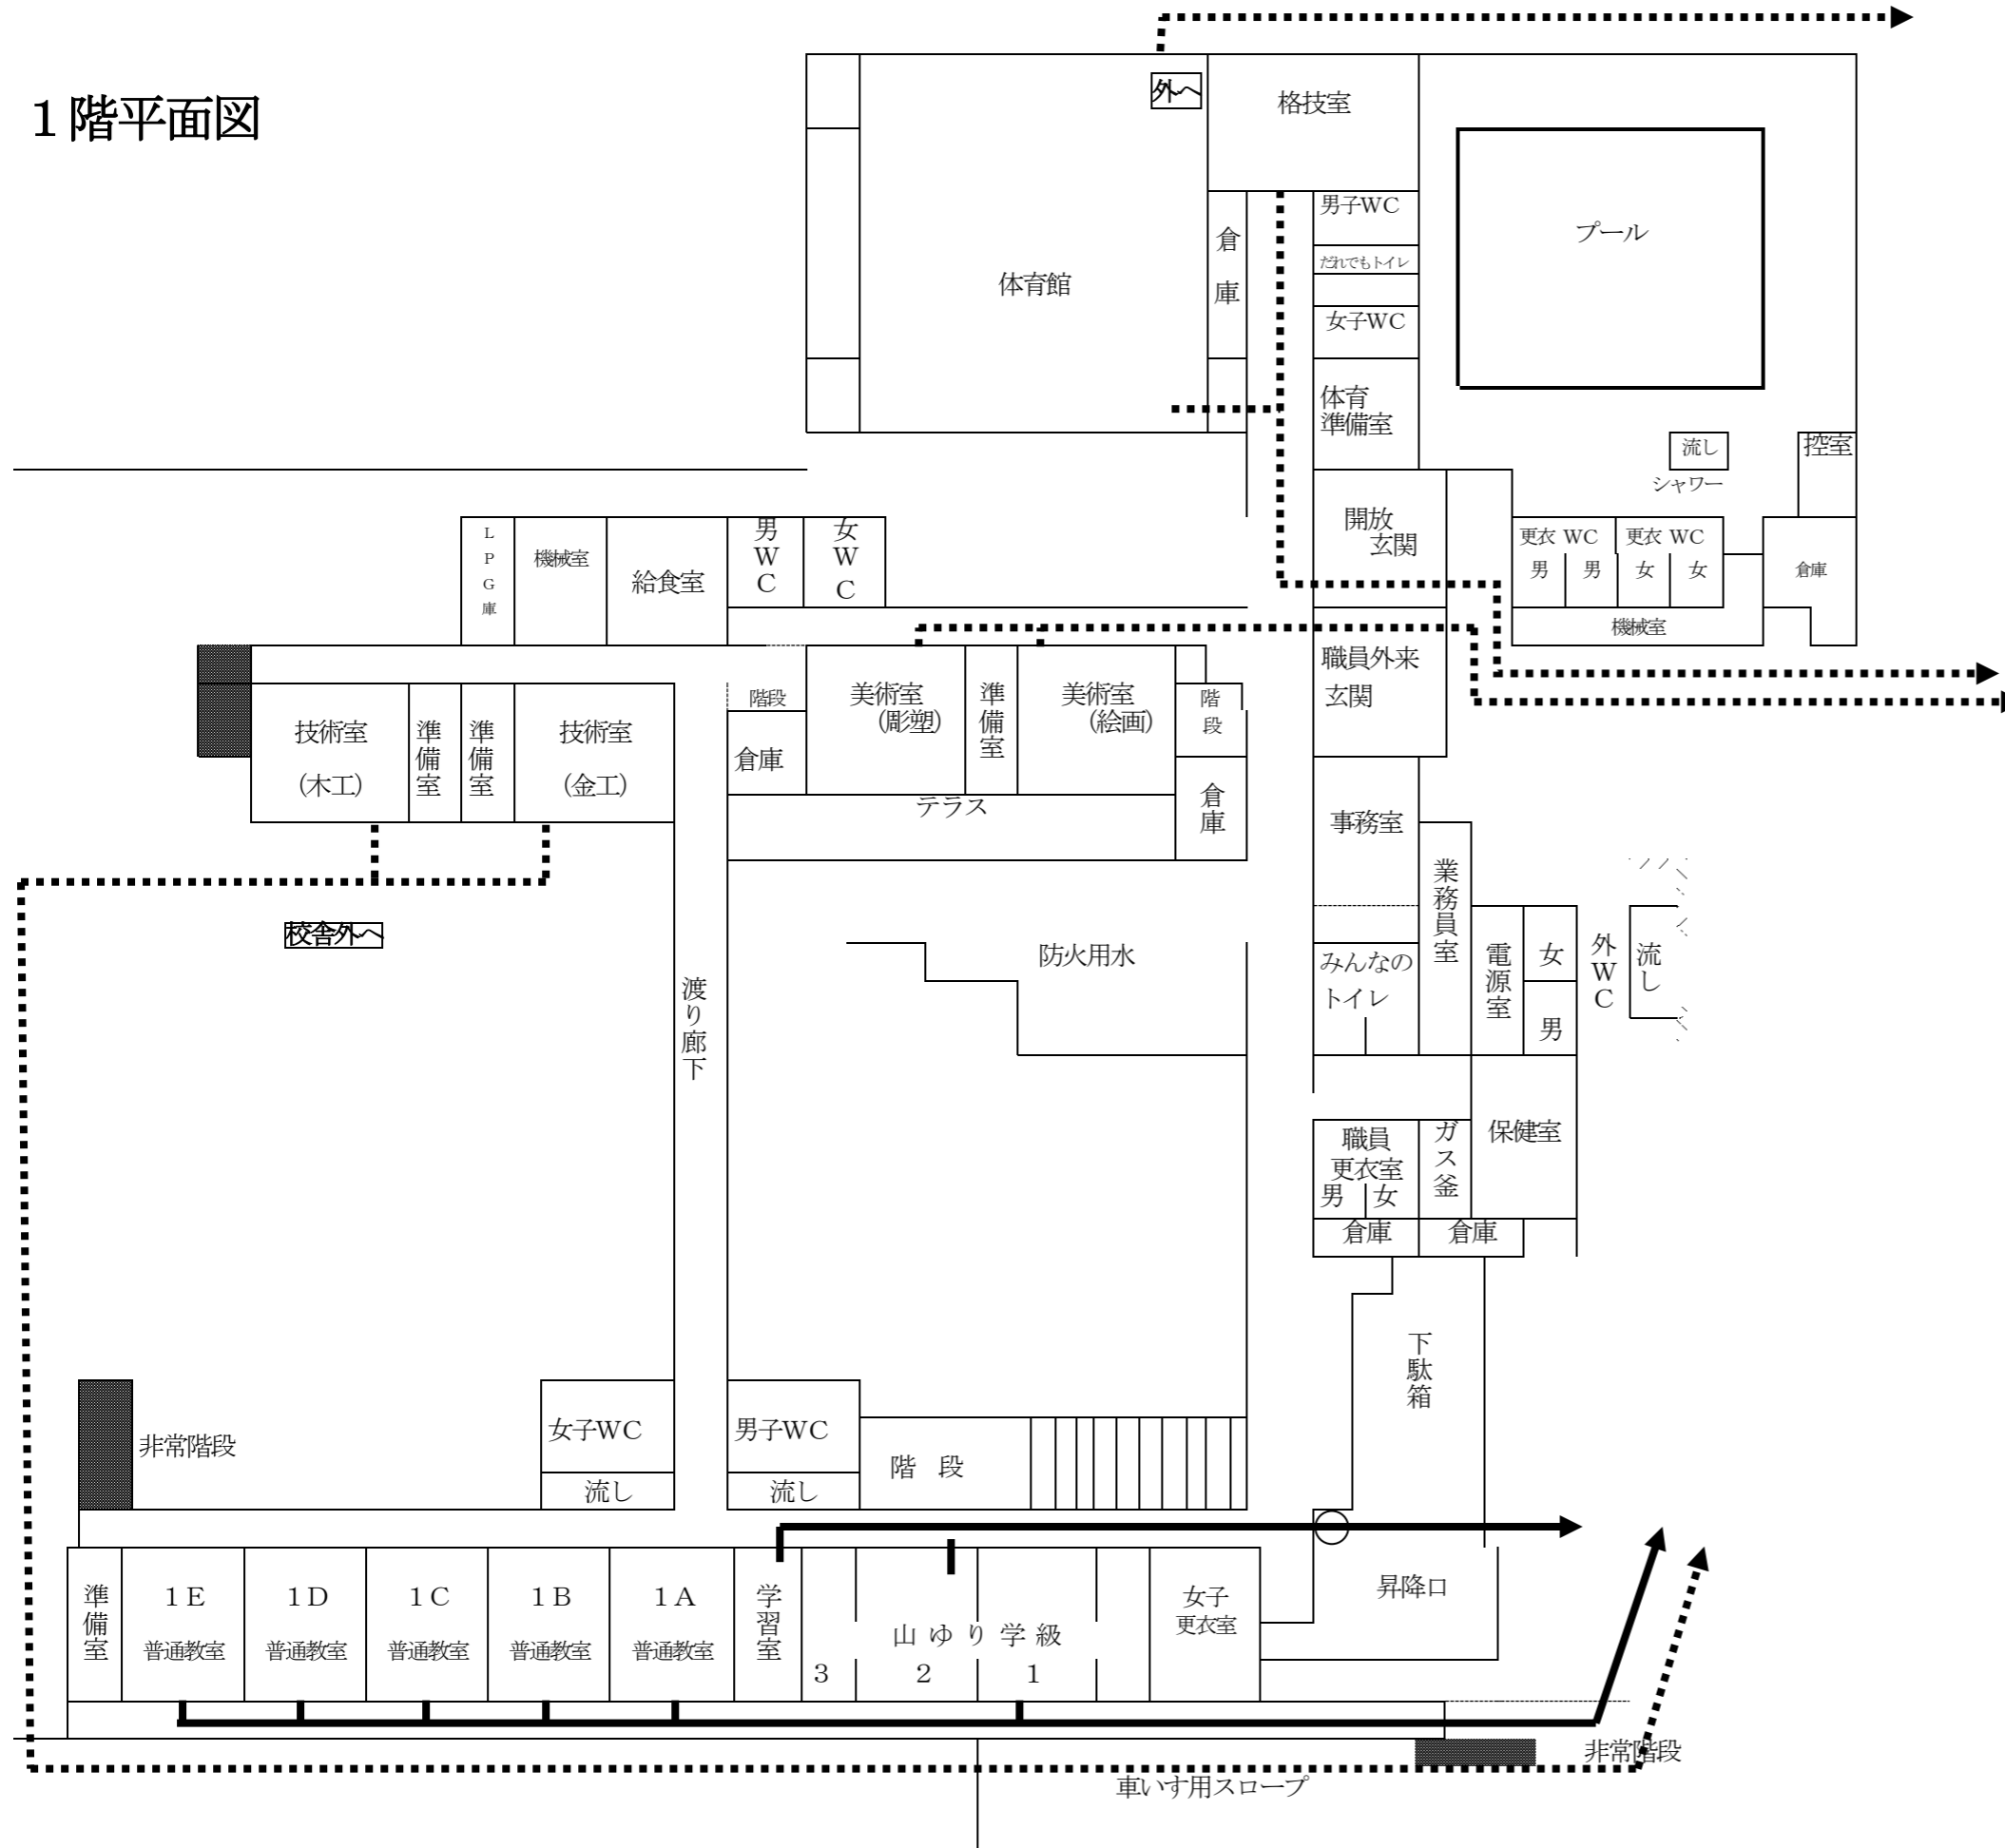 １階平面図
外へ
格技室
男子WC
だれでもトイレ
女子WC
倉庫
体育館
プール
体育
準備室
流し
シャワー
控室
開放
玄関
更衣 WC
更衣 WC
男
男
女
女
倉庫
機械室
LPG庫
機械室
給食室
男WC
女WC
職員外来
玄関
階段
美術室
（彫塑）
準備室
美術室
（絵画）
階段
倉庫
倉庫
テラス
技術室
（木工）
準備室
準備室
技術室
（金工）
事務室
業務員室
校舎外へ
防火用水
みんなの
トイレ
電源室
女
男
外WC
流し
渡り廊下
職員
更衣室
男
女
ガス釜
保健室
倉庫
倉庫
下駄箱
非常階段
女子WC
流し
男子WC
流し
階　段
準備室
１E
普通教室
１D
普通教室
１C
普通教室
１B
普通教室
１A
普通教室
学習室
山ゆり学級
３
２
１
女子
更衣室
昇降口
非常階段
車いす用スロープ